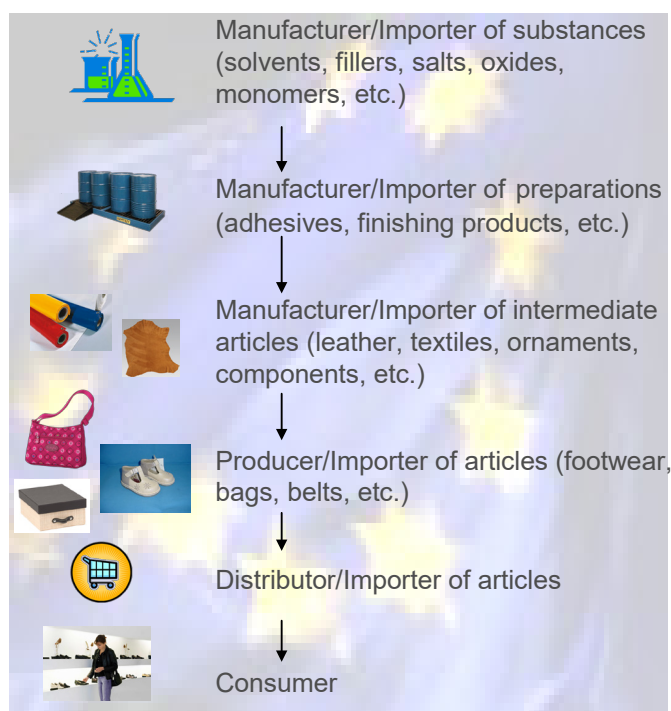 Manufacturer/Importer of substances
(solvents, fillers, salts, oxides,
monomers, etc.)
Manufacturer/Importer of preparations
(adhesives, finishing products, etc.)
Manufacturer/Importer of intermediate
articles (leather, textiles, ornaments,
components, etc.)
Producer/Importer of articles (footwear,
bags, belts, etc.)
Distributor/Importer of articles
Consumer